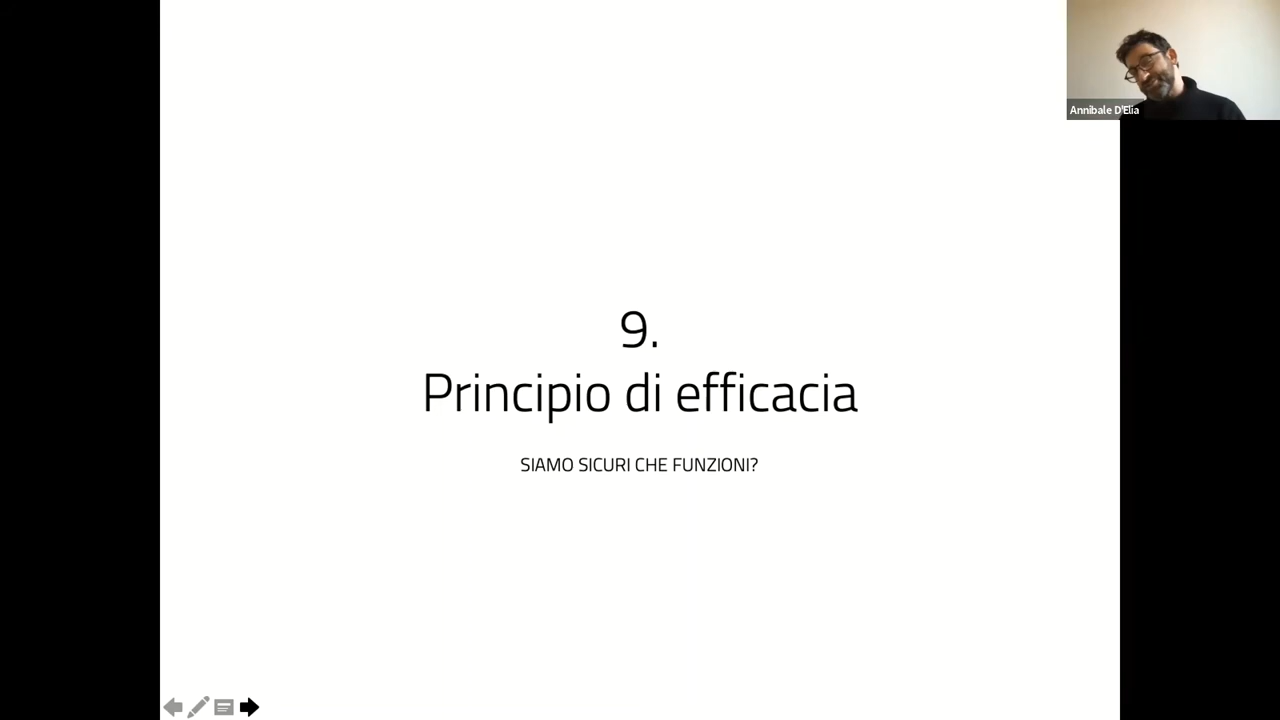 Annibale D'Elia
9.
Principio di efficacia
SIAMO SICURI CHE FUNZIONI?